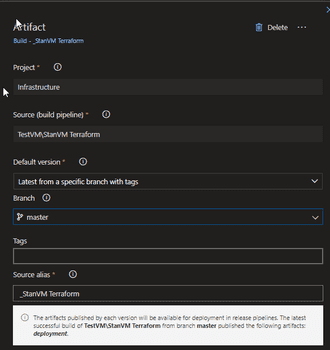 Artifact
Delete
Build - _StanVM Terraform
Project *
Infrastructure
Source (build pipeline) *
TestVM\StanVM Terraform
Default version *
Latest from a specific branch with tags
Branch
master
Tags
Source alias *
_StanVM Terraform
The artifacts published by each version will be available for deployment in release pipelines. The latest
successful build of TestVM\StanVM Terraform from branch master published the following artifacts:
deployment.